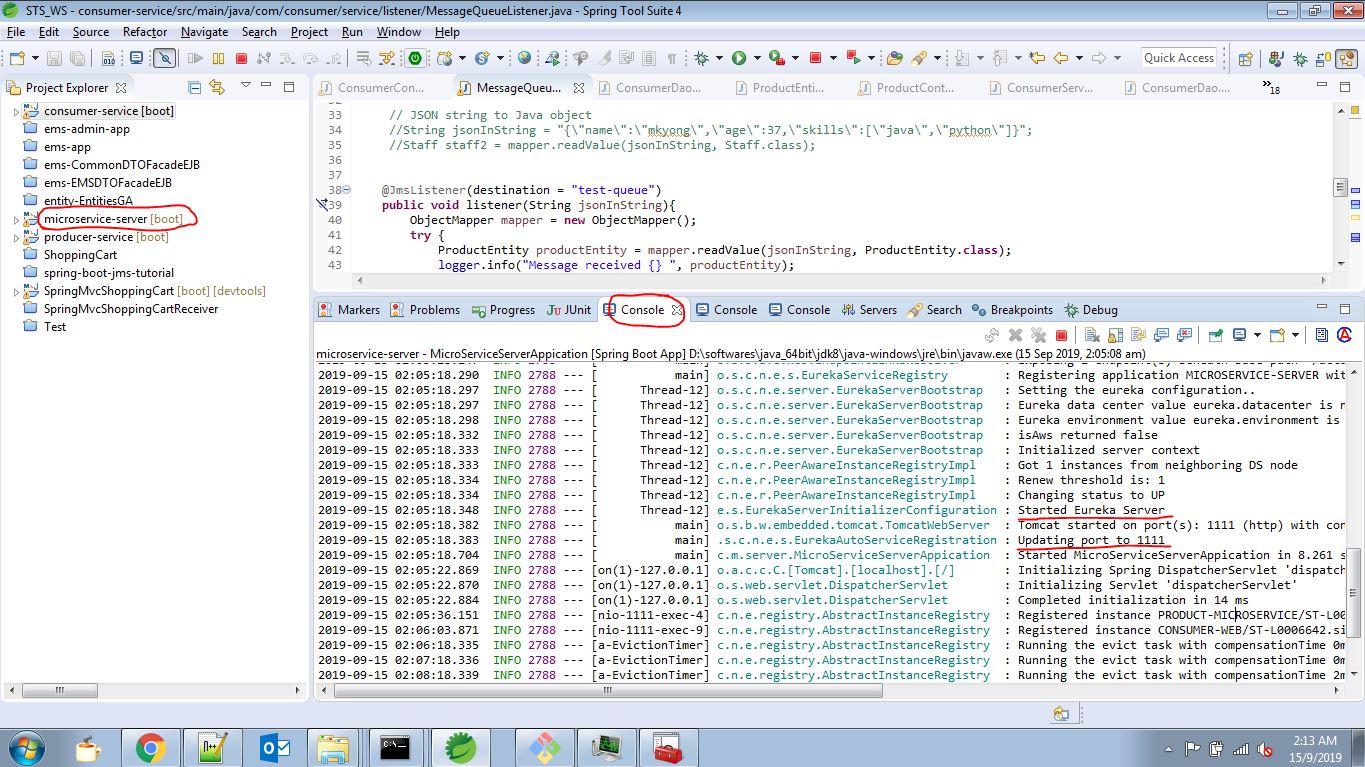 STS_WS - consumer-service/src/main/java/com/consumer/service/listener/MessageQueueListener.java - Spring Tool Suite 4
File Edit Source Refactor Navigate Search Project Run Window Help
Quick Access
Project Explorer
consumer-service [boot]
ems-admin-app
ems-app
ems-CommonDTOFacadeEJB
ems-EMSDTOFacadeEJB
entity-EntitiesGA
microservice-server [boot]
producer-service [boot]
ShoppingCart
spring-boot-jms-tutorial
SpringMvcShoppingCart [boot] [devtools]
SpringMvcShoppingCartReceiver
Test
ConsumerCon... MessageQueu... ConsumerDao... ProductEntit... ProductCont... ConsumerServ... ConsumerDao.... »18
32
33 // JSON string to Java object
34 //String jsonInString = "{\"name\":\"mkyong\",\"age\":37,\"skills\":[\"java\",\"python\"]}";
35 //Staff staff2 = mapper.readValue(jsonInString, Staff.class);
36
37
38 @JmsListener(destination = "test-queue")
39 public void listener(String jsonInString){
40 ObjectMapper mapper = new ObjectMapper();
41 try {
42 ProductEntity productEntity = mapper.readValue(jsonInString, ProductEntity.class);
43 logger.info("Message received {} ", productEntity);
Markers Problems Progress JUnit Console Console Console Servers Search Breakpoints Debug
microservice-server - MicroServiceServerAppication [Spring Boot App] D:\softwares\java_64bit\jdk8\java-windows\jre\bin\javaw.exe (15 Sep 2019, 2:05:08 am)
2019-09-15 02:05:18.290 INFO 2788 --- [ main] o.s.c.n.e.s.EurekaServiceRegistry : Registering application MICROSERVICE-SERVER wit
2019-09-15 02:05:18.297 INFO 2788 --- [ Thread-12] o.s.c.n.e.server.EurekaServerBootstrap : Setting the eureka configuration..
2019-09-15 02:05:18.297 INFO 2788 --- [ Thread-12] o.s.c.n.e.server.EurekaServerBootstrap : Eureka data center value eureka.datacenter is n
2019-09-15 02:05:18.298 INFO 2788 --- [ Thread-12] o.s.c.n.e.server.EurekaServerBootstrap : Eureka environment value eureka.environment is
2019-09-15 02:05:18.332 INFO 2788 --- [ Thread-12] o.s.c.n.e.server.EurekaServerBootstrap : isAws returned false
2019-09-15 02:05:18.333 INFO 2788 --- [ Thread-12] o.s.c.n.e.server.EurekaServerBootstrap : Initialized server context
2019-09-15 02:05:18.333 INFO 2788 --- [ Thread-12] c.n.e.r.PeerAwareInstanceRegistryImpl : Got 1 instances from neighboring DS node
2019-09-15 02:05:18.334 INFO 2788 --- [ Thread-12] c.n.e.r.PeerAwareInstanceRegistryImpl : Renew threshold is: 1
2019-09-15 02:05:18.334 INFO 2788 --- [ Thread-12] c.n.e.r.PeerAwareInstanceRegistryImpl : Changing status to UP
2019-09-15 02:05:18.348 INFO 2788 --- [ Thread-12] e.s.EurekaServerInitializerConfiguration : Started Eureka Server
2019-09-15 02:05:18.382 INFO 2788 --- [ main] o.s.b.w.embedded.tomcat.TomcatWebServer : Tomcat started on port(s): 1111 (http) with con
2019-09-15 02:05:18.383 INFO 2788 --- [ main] .s.c.n.e.s.EurekaAutoServiceRegistration : Updating port to 1111
2019-09-15 02:05:18.704 INFO 2788 --- [ main] c.m.server.MicroServiceServerAppication : Started MicroServiceServerAppication in 8.261 s
2019-09-15 02:05:22.869 INFO 2788 --- [on(1)-127.0.0.1] o.a.c.c.C.[Tomcat].[localhost].[/] : Initializing Spring DispatcherServlet 'dispatc
2019-09-15 02:05:22.870 INFO 2788 --- [on(1)-127.0.0.1] o.s.web.servlet.DispatcherServlet : Initializing Servlet 'dispatcherServlet'
2019-09-15 02:05:22.884 INFO 2788 --- [on(1)-127.0.0.1] o.s.web.servlet.DispatcherServlet : Completed initialization in 14 ms
2019-09-15 02:05:36.151 INFO 2788 --- [nio-1111-exec-4] c.n.e.registry.AbstractInstanceRegistry : Registered instance PRODUCT-MICROSERVICE/ST-L00
2019-09-15 02:06:03.871 INFO 2788 --- [nio-1111-exec-9] c.n.e.registry.AbstractInstanceRegistry : Registered instance CONSUMER-WEB/ST-L0006642.si
2019-09-15 02:06:18.335 INFO 2788 --- [a-EvictionTimer] c.n.e.registry.AbstractInstanceRegistry : Running the evict task with compensationTime 0m
2019-09-15 02:07:18.336 INFO 2788 --- [a-EvictionTimer] c.n.e.registry.AbstractInstanceRegistry : Running the evict task with compensationTime 0m
2019-09-15 02:08:18.339 INFO 2788 --- [a-EvictionTimer] c.n.e.registry.AbstractInstanceRegistry : Running the evict task with compensationTime 2m
2:13 AM
15/9/2019